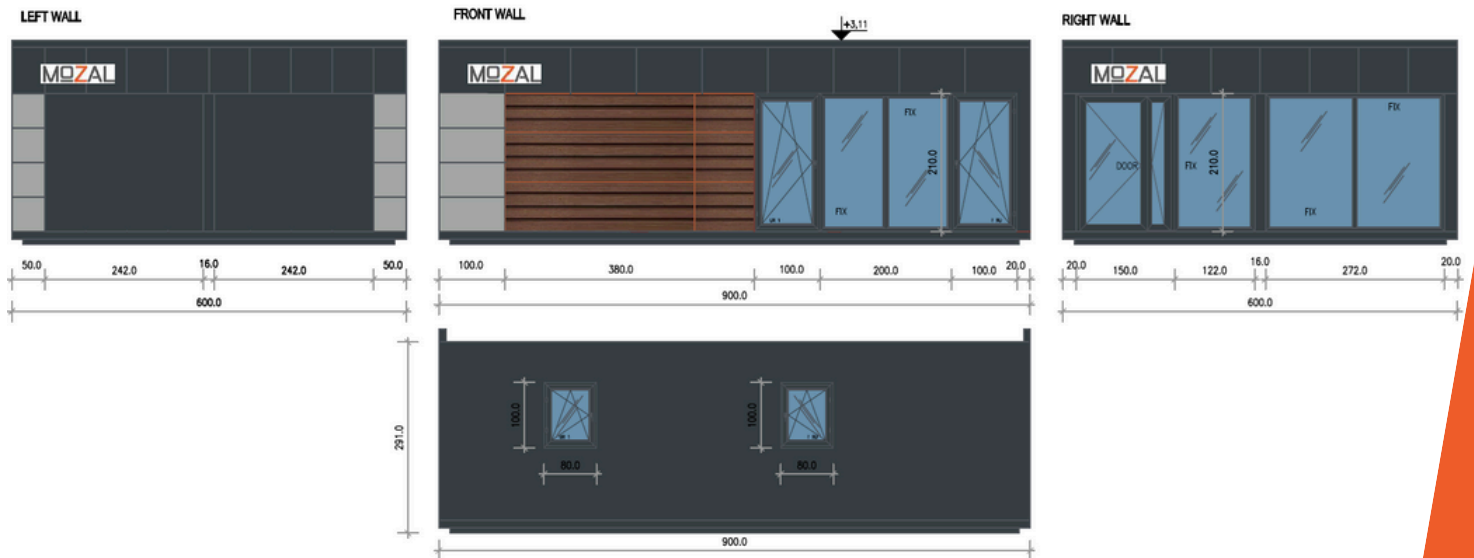 LEFT WALL
FRONT WALL
RIGHT WALL
+3,11
MOZAL
MOZAL
MOZAL
FIX
FIX
210.0
DOOR
FIX
210.0
FIX
FIX
50.0 242.0 16.0 242.0 50.0
600.0
100.0 380.0 100.0 200.0 100.0 20.0
900.0
20.0 150.0 122.0 16.0 272.0 20.0
600.0
291.0
100.0
80.0
100.0
80.0
900.0